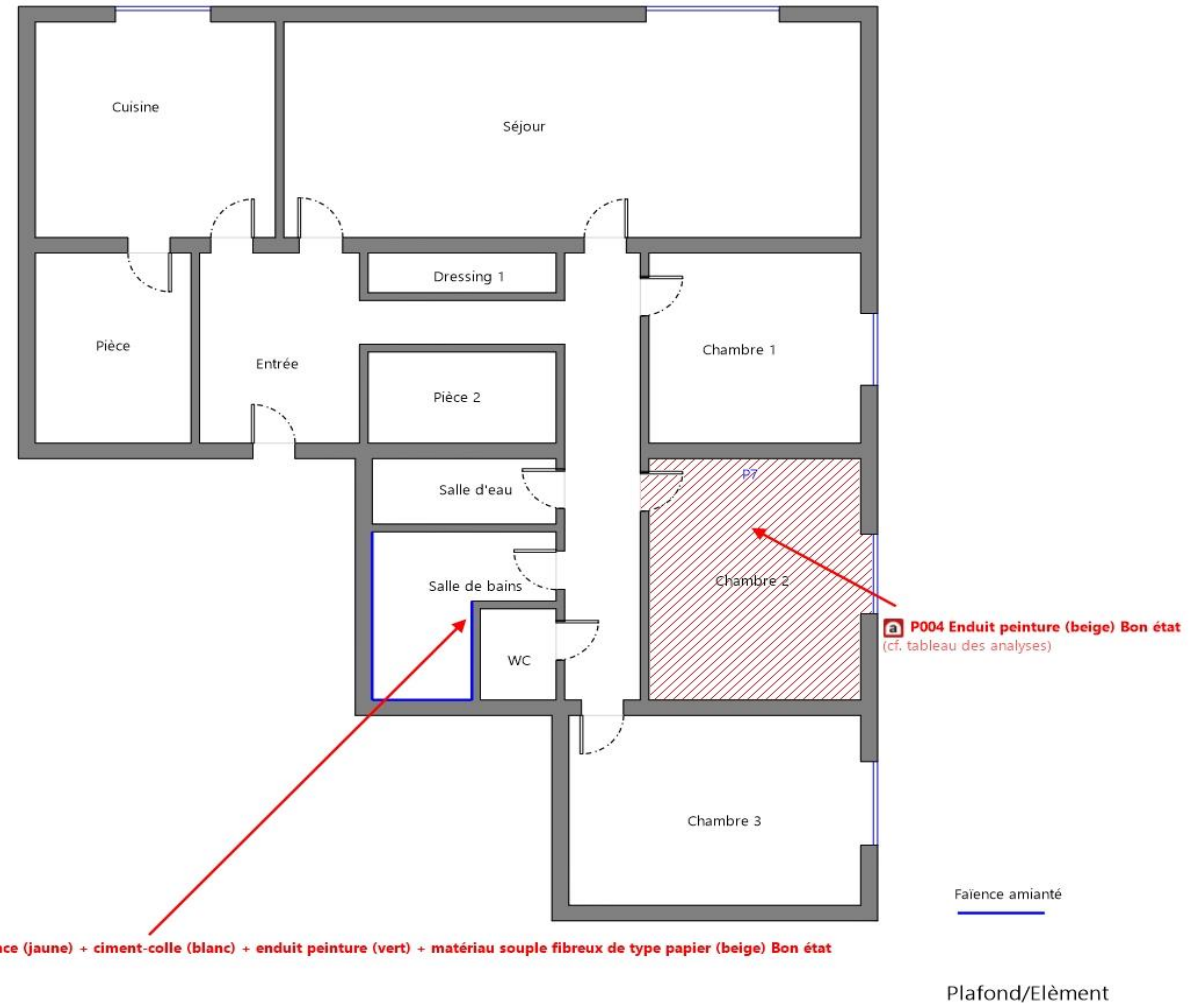 Cuisine
Séjour
Dressing 1
Pièce
Chambre 1
Entrée
Pièce 2
P7
Salle d'eau
Chambre 2
Salle de bains
a P004 Enduit peinture (beige) Bon état
(cf. tableau des analyses)
WC
Chambre 3
Faïence amianté
nce (jaune) + ciment-colle (blanc) + enduit peinture (vert) + matériau souple fibreux de type papier (beige) Bon état
Plafond/Elèment